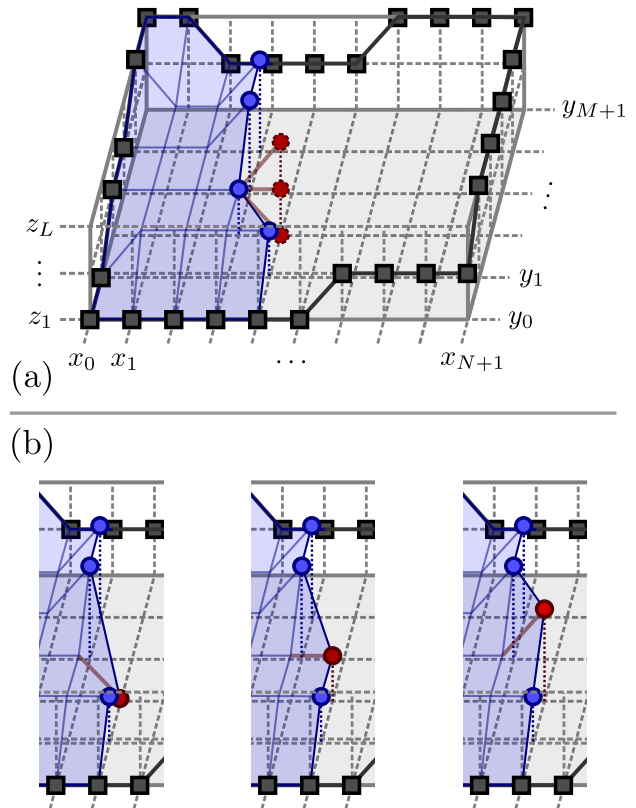 y_{M+1}
z_L
⋮
⋮
y_1
z_1
y_0
x_0 x_1 ... x_{N+1}
(a)
(b)